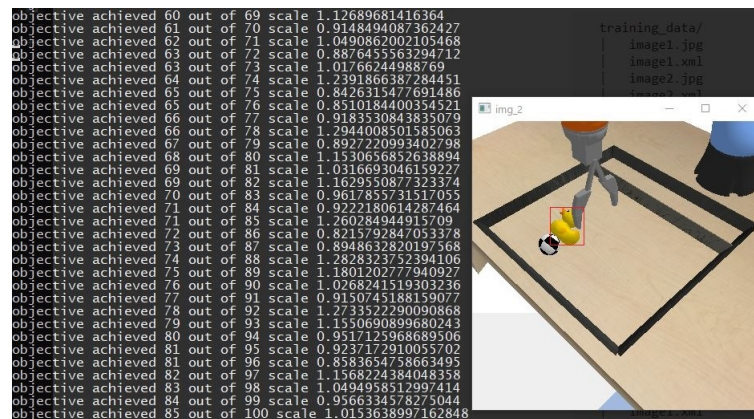 objective achieved 60 out of 69 scale 1.12689681416364
objective achieved 61 out of 70 scale 0.9148494087362427
objective achieved 62 out of 71 scale 1.0490862002105468
objective achieved 63 out of 72 scale 0.8876455563294712
objective achieved 63 out of 73 scale 1.01766244988769
objective achieved 64 out of 74 scale 1.2391866387284451
objective achieved 65 out of 75 scale 0.8426315477691486
objective achieved 65 out of 76 scale 0.8510184400354521
objective achieved 66 out of 77 scale 0.9183530843835079
objective achieved 66 out of 78 scale 1.2944008501585063
objective achieved 67 out of 79 scale 0.8927220993402798
objective achieved 68 out of 80 scale 1.1530656852638894
objective achieved 69 out of 81 scale 1.0316693046159227
objective achieved 69 out of 82 scale 1.1629550877323374
objective achieved 70 out of 83 scale 0.9617855731517055
objective achieved 71 out of 84 scale 0.9222180614287464
objective achieved 71 out of 85 scale 1.260284944915709
objective achieved 72 out of 86 scale 0.8215792847053378
objective achieved 73 out of 87 scale 0.8948632820197568
objective achieved 74 out of 88 scale 1.2828323752394106
objective achieved 75 out of 89 scale 1.1801202777940927
objective achieved 76 out of 90 scale 1.0268241519303236
objective achieved 77 out of 91 scale 0.9150745188159077
objective achieved 78 out of 92 scale 1.2733522290090868
objective achieved 79 out of 93 scale 1.1550690899680243
objective achieved 80 out of 94 scale 0.9517125968689506
objective achieved 81 out of 95 scale 0.9237172910055702
objective achieved 81 out of 96 scale 0.8583654758663495
objective achieved 82 out of 97 scale 1.1568224384048358
objective achieved 83 out of 98 scale 1.0494958512997414
objective achieved 84 out of 99 scale 0.9566334578275044
objective achieved 85 out of 100 scale 1.0153638997162848
training_data/
image1.jpg
image1.xml
image2.jpg
image2.xml
img_2